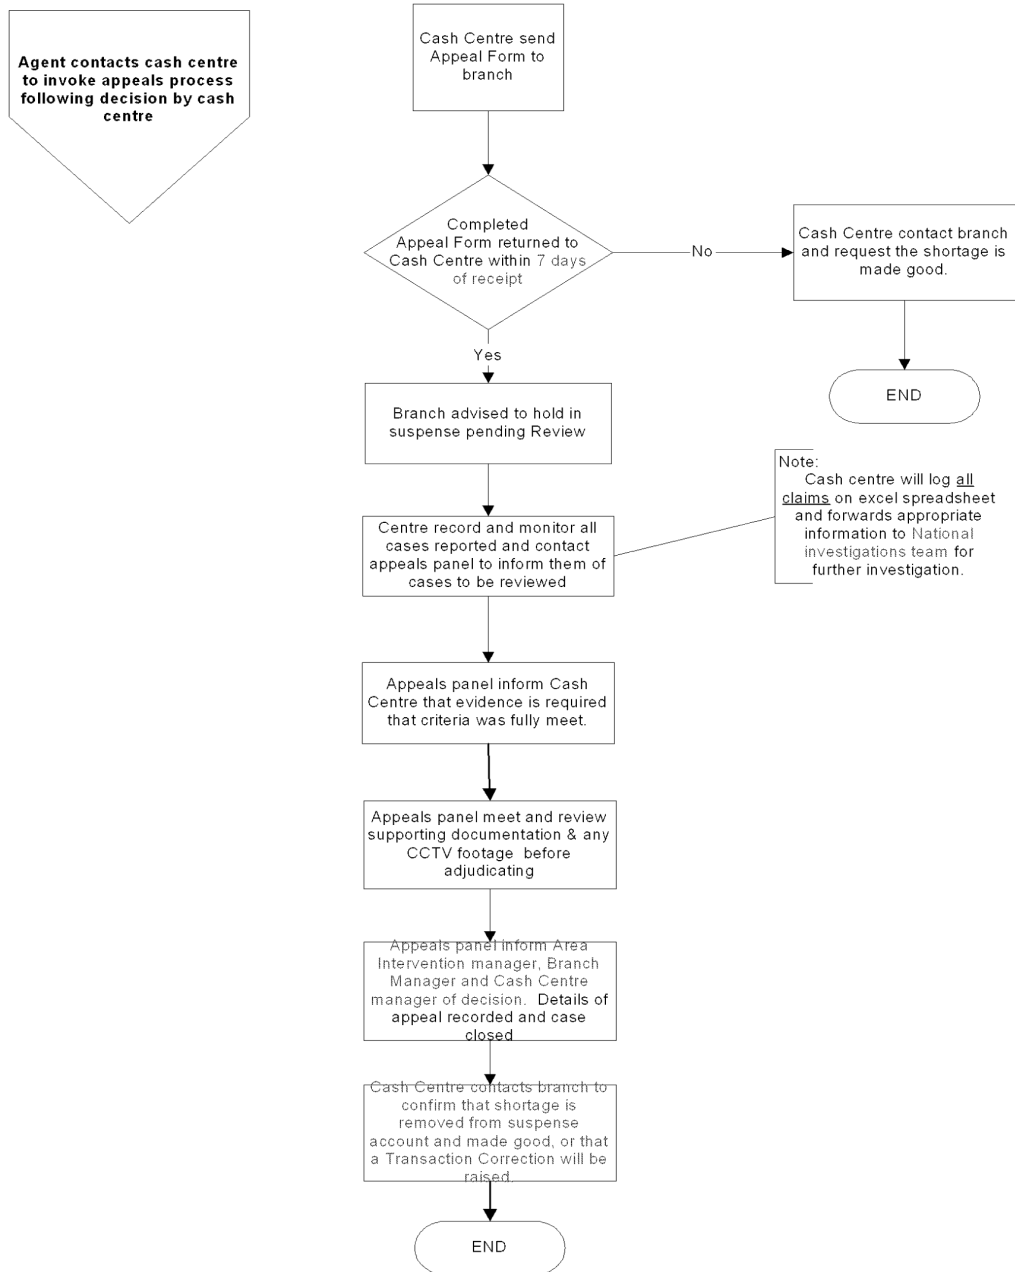 Agent contacts cash centre
to invoke appeals process
following decision by cash
centre
Cash Centre send
Appeal Form to
branch
Completed
Appeal Form returned to
Cash Centre within 7 days
of receipt
No
Cash Centre contact branch
and request the shortage is
made good.
END
Yes
Branch advised to hold in
suspense pending Review
Centre record and monitor all
cases reported and contact
appeals panel to inform them of
cases to be reviewed
Note:
Cash centre will log all
claims on excel spreadsheet
and forwards appropriate
information to National
investigations team for
further investigation.
Appeals panel inform Cash
Centre that evidence is required
that criteria was fully meet.
Appeals panel meet and review
supporting documentation & any
CCTV footage before
adjudicating
Appeals panel inform Area
Intervention manager, Branch
Manager and Cash Centre
manager of decision. Details of
appeal recorded and case
closed
Cash Centre contacts branch to
confirm that shortage is
removed from suspense
account and made good, or that
a Transaction Correction will be
raised.
END